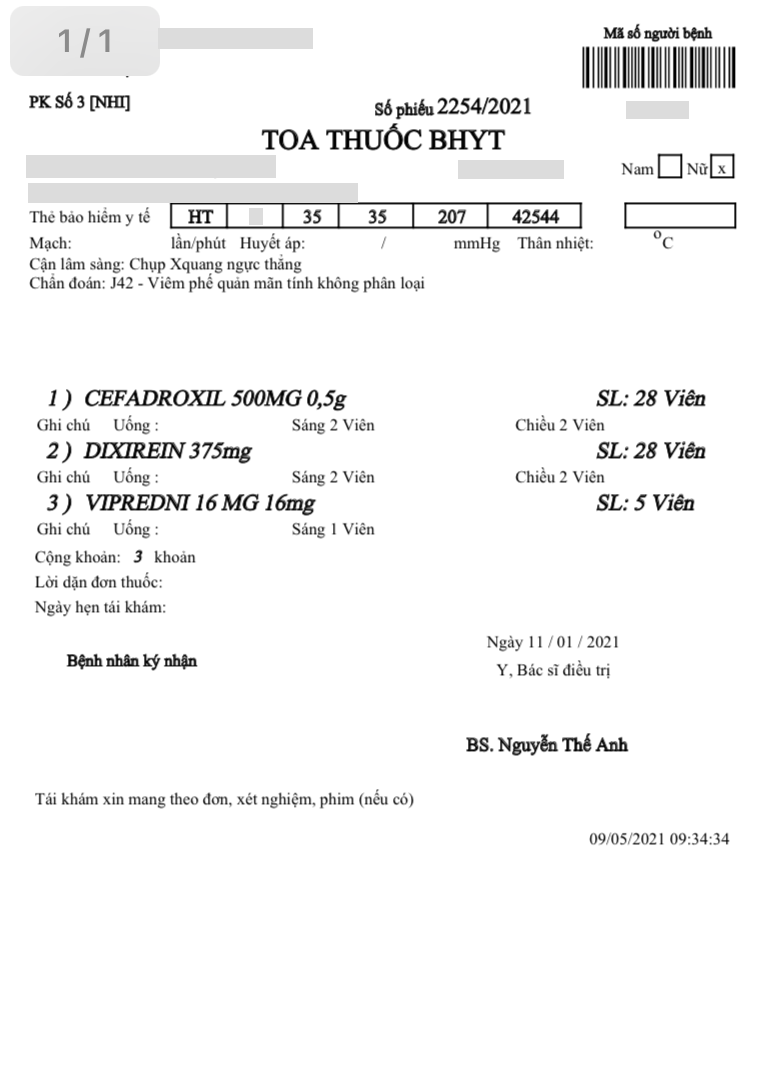 1/1
Mã số người bệnh
PK Số 3 [NHI]
Số phiếu 2254/2021
TOA THUỐC BHYT
Nam Nữ x
Thẻ bảo hiểm y tế HT 35 35 207 42544
Mạch: lần/phút Huyết áp: / mmHg Thân nhiệt: °C
Cận lâm sàng: Chụp Xquang ngực thẳng
Chẩn đoán: J42 - Viêm phế quản mãn tính không phân loại
1 ) CEFADROXIL 500MG 0,5g SL: 28 Viên
Ghi chú Uống : Sáng 2 Viên Chiều 2 Viên
2 ) DIXIREIN 375mg SL: 28 Viên
Ghi chú Uống : Sáng 2 Viên Chiều 2 Viên
3 ) VIPREDNI 16 MG 16mg SL: 5 Viên
Ghi chú Uống : Sáng 1 Viên
Cộng khoản: 3 khoản
Lời dặn đơn thuốc:
Ngày hẹn tái khám:
Ngày 11 / 01 / 2021
Bệnh nhân ký nhận
Y, Bác sĩ điều trị
BS. Nguyễn Thế Anh
Tái khám xin mang theo đơn, xét nghiệm, phim (nếu có)
09/05/2021 09:34:34